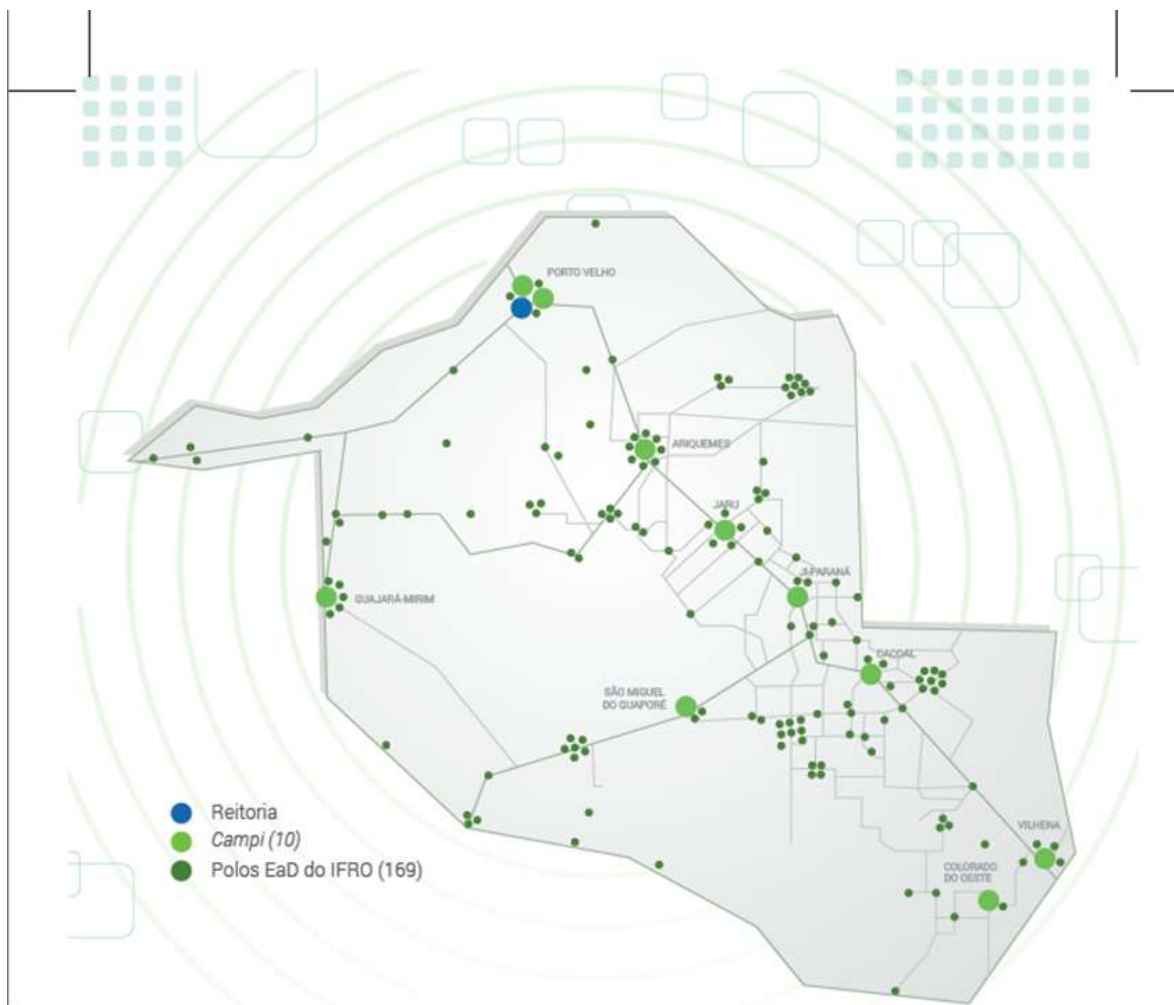 PORTO VELHO
ARIQUEMES
JARU
JI-PARANÁ
GUAJARÁ-MIRIM
CACOAL
SÃO MIGUEL
DO GUAPORÉ
Reitoria
Campi (10)
Polos EaD do IFRO (169)
VILHENA
COLORADO
DO OESTE